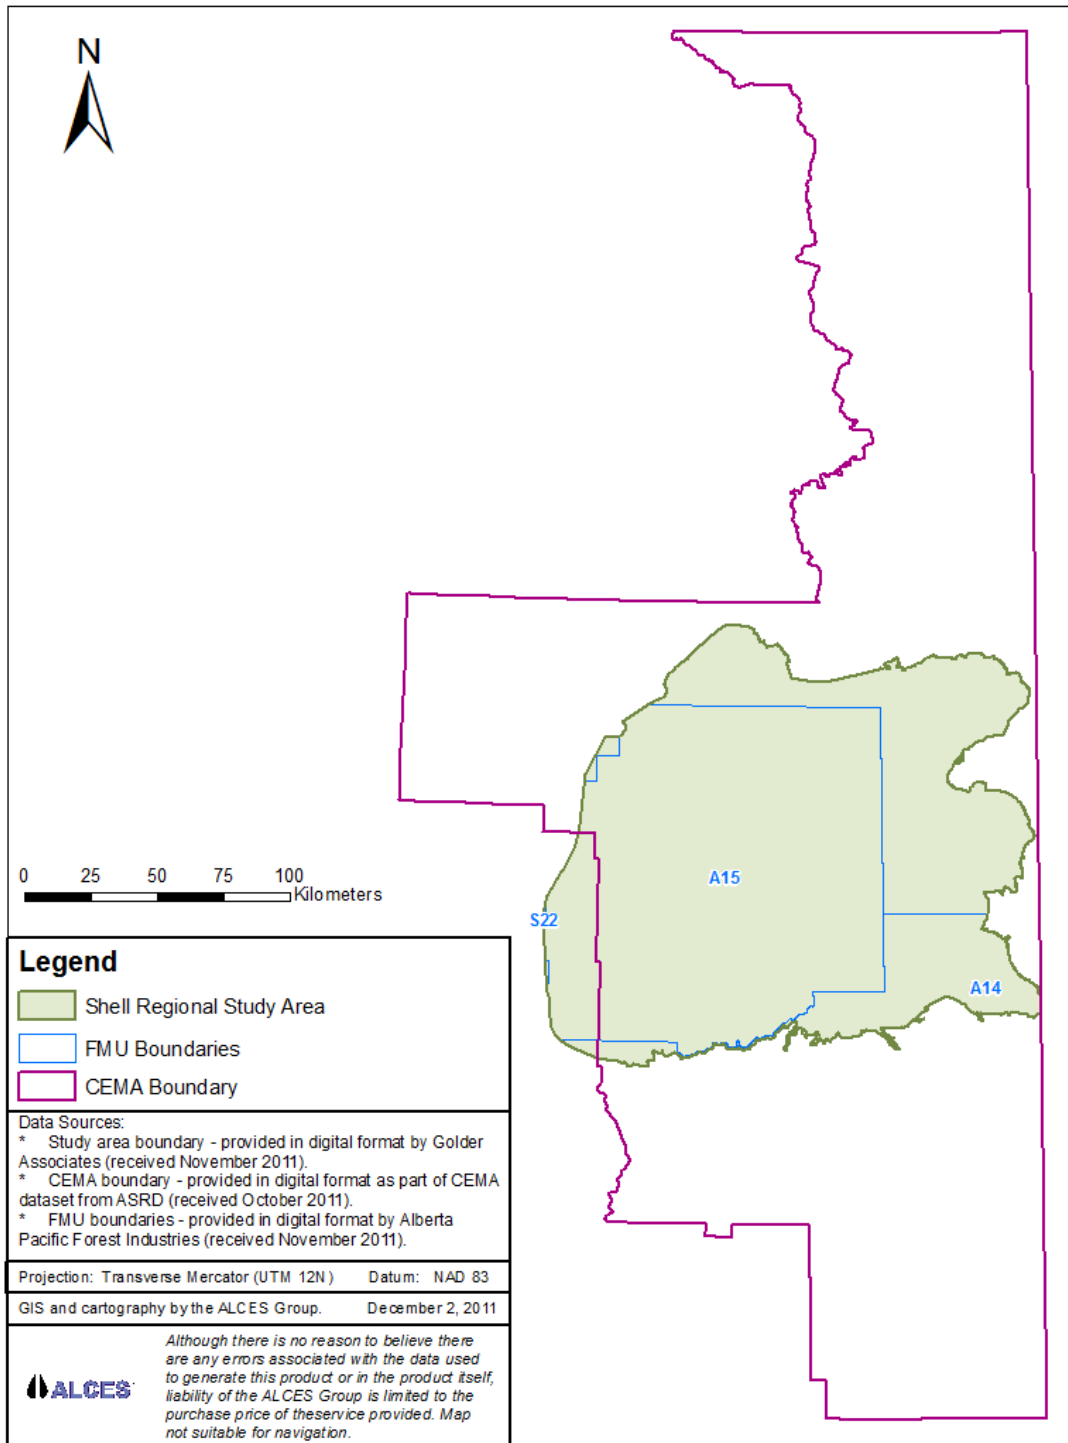 N
A15
S22
A14
0 25 50 75 100
Kilometers
Legend
Shell Regional Study Area
FMU Boundaries
CEMA Boundary
Data Sources:
* Study area boundary - provided in digital format by Golder
Associates (received November 2011).
* CEMA boundary - provided in digital format as part of CEMA
dataset from ASRD (received October 2011).
* FMU boundaries - provided in digital format by Alberta
Pacific Forest Industries (received November 2011).
Projection: Transverse Mercator (UTM 12N) Datum: NAD 83
GIS and cartography by the ALCES Group. December 2, 2011
ALCES
Although there is no reason to believe there
are any errors associated with the data used
to generate this product or in the product itself,
liability of the ALCES Group is limited to the
purchase price of theservice provided. Map
not suitable for navigation.